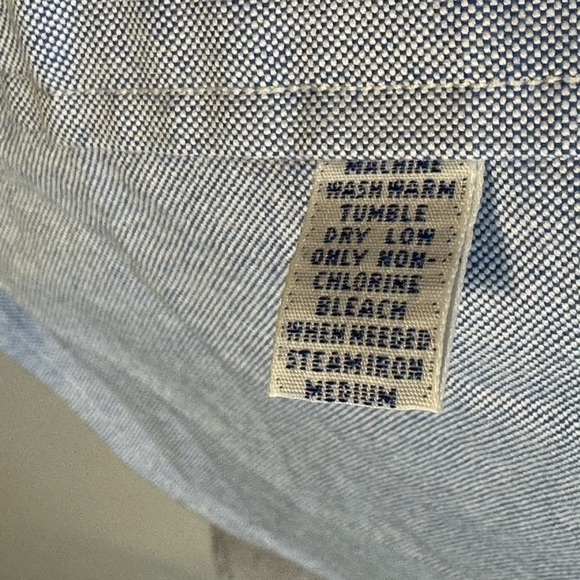 MACHINE
WASH WARM
TUMBLE
DRY LOW
ONLY NON-
CHLORINE
BLEACH
WHEN NEEDED
STEAM IRON
MEDIUM